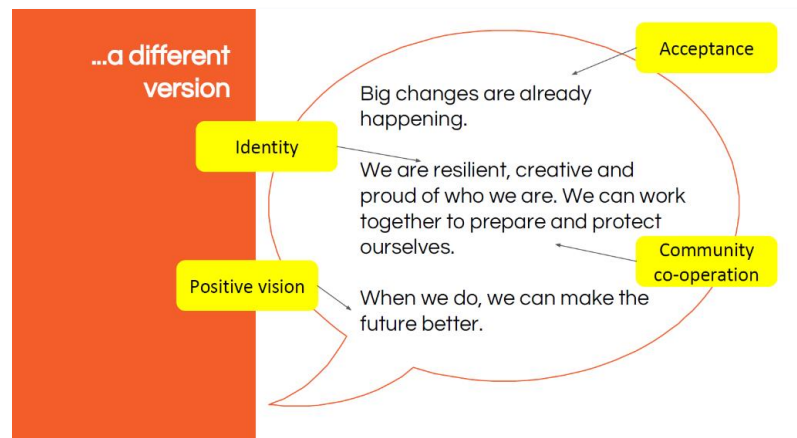 ...a different
version
Acceptance
Big changes are already
happening.
Identity
We are resilient, creative and
proud of who we are. We can work
together to prepare and protect
ourselves.
Community
co-operation
Positive vision
When we do, we can make the
future better.